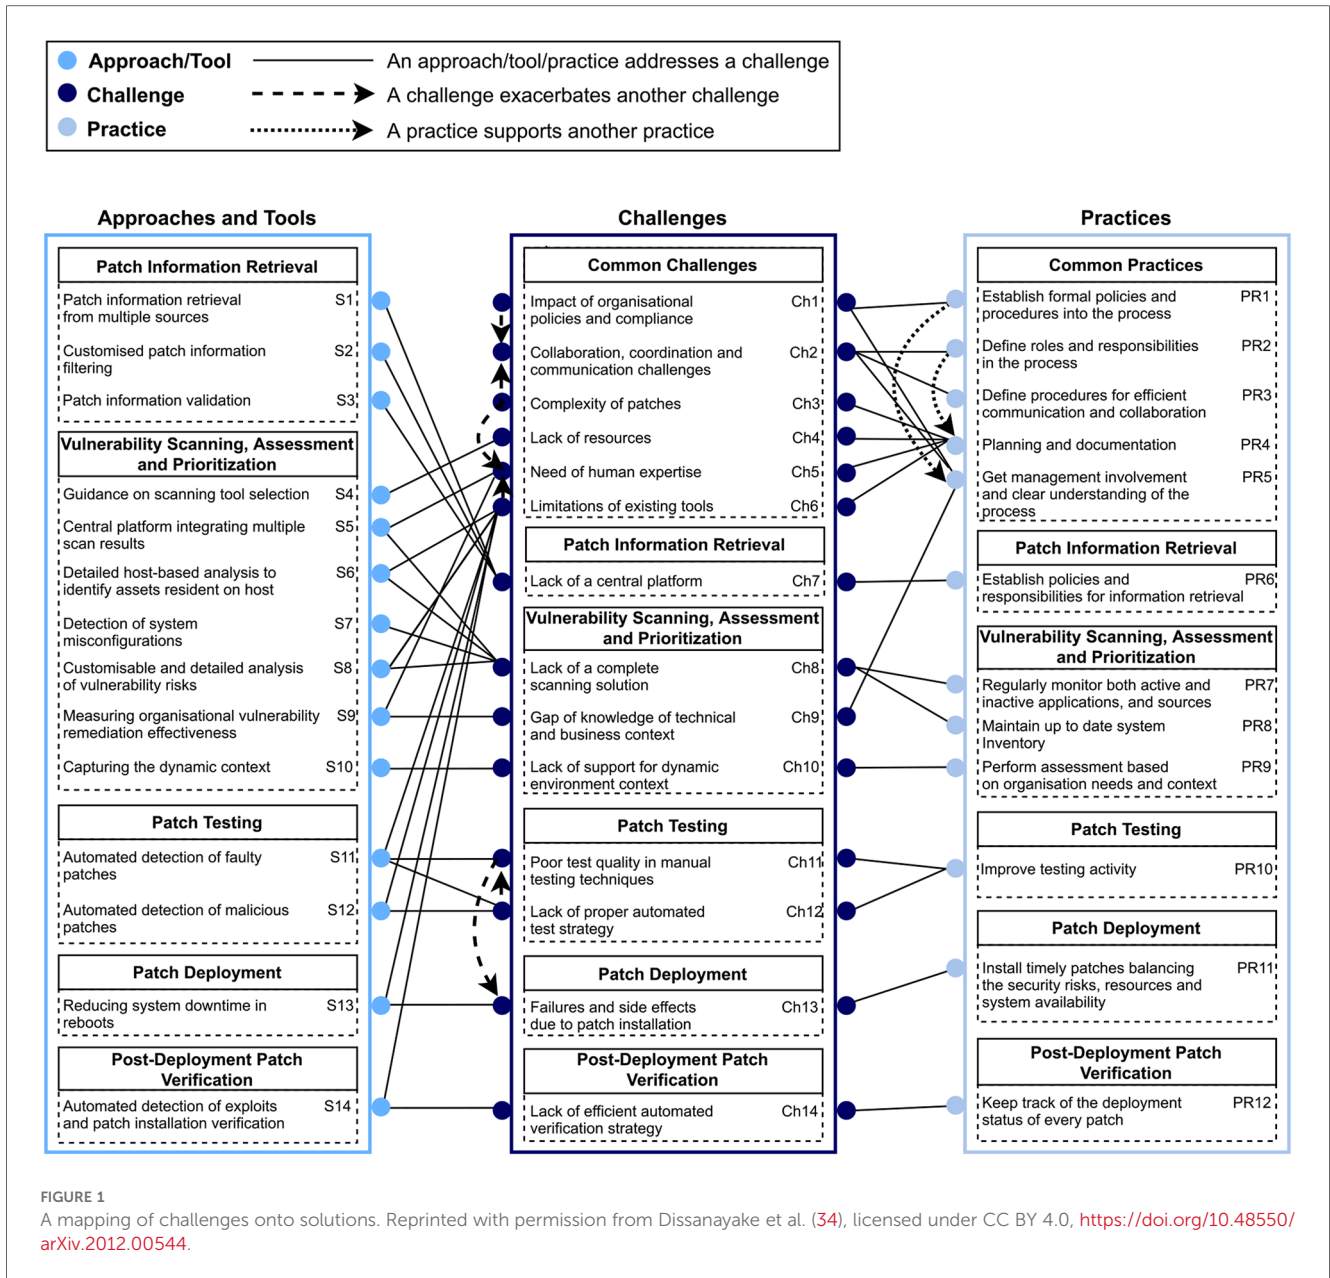 Approach/Tool
An approach/tool/practice addresses a challenge
Challenge
A challenge exacerbates another challenge
Practice
A practice supports another practice
Approaches and Tools
Patch Information Retrieval
Patch information retrieval S1
from multiple sources
Customised patch information S2
filtering
Patch information validation S3
Vulnerability Scanning, Assessment
and Prioritization
Guidance on scanning tool selection S4
Central platform integrating multiple S5
scan results
Detailed host-based analysis to S6
identify assets resident on host
Detection of system S7
misconfigurations
Customisable and detailed analysis S8
of vulnerability risks
Measuring organisational vulnerability S9
remediation effectiveness
Capturing the dynamic context S10
Patch Testing
Automated detection of faulty S11
patches
Automated detection of malicious S12
patches
Patch Deployment
Reducing system downtime in S13
reboots
Post-Deployment Patch
Verification
Automated detection of exploits S14
and patch installation verification
Challenges
Common Challenges
Impact of organisational Ch1
policies and compliance
Collaboration, coordination and Ch2
communication challenges
Complexity of patches Ch3
Lack of resources Ch4
Need of human expertise Ch5
Limitations of existing tools Ch6
Patch Information Retrieval
Lack of a central platform Ch7
Vulnerability Scanning, Assessment
and Prioritization
Lack of a complete Ch8
scanning solution
Gap of knowledge of technical Ch9
and business context
Lack of support for dynamic Ch10
environment context
Patch Testing
Poor test quality in manual Ch11
testing techniques
Lack of proper automated Ch12
test strategy
Patch Deployment
Failures and side effects Ch13
due to patch installation
Post-Deployment Patch
Verification
Lack of efficient automated Ch14
verification strategy
Practices
Common Practices
Establish formal policies and PR1
procedures into the process
Define roles and responsibilities PR2
in the process
Define procedures for efficient PR3
communication and collaboration
Planning and documentation PR4
Get management involvement PR5
and clear understanding of the
process
Patch Information Retrieval
Establish policies and PR6
responsibilities for information retrieval
Vulnerability Scanning, Assessment
and Prioritization
Regularly monitor both active and PR7
inactive applications, and sources
Maintain up to date system PR8
Inventory
Perform assessment based PR9
on organisation needs and context
Patch Testing
Improve testing activity PR10
Patch Deployment
Install timely patches balancing PR11
the security risks, resources and
system availability
Post-Deployment Patch
Verification
Keep track of the deployment PR12
status of every patch
FIGURE 1
A mapping of challenges onto solutions. Reprinted with permission from Dissanayake et al. (34), licensed under CC BY 4.0, https://doi.org/10.48550/
arXiv.2012.00544.